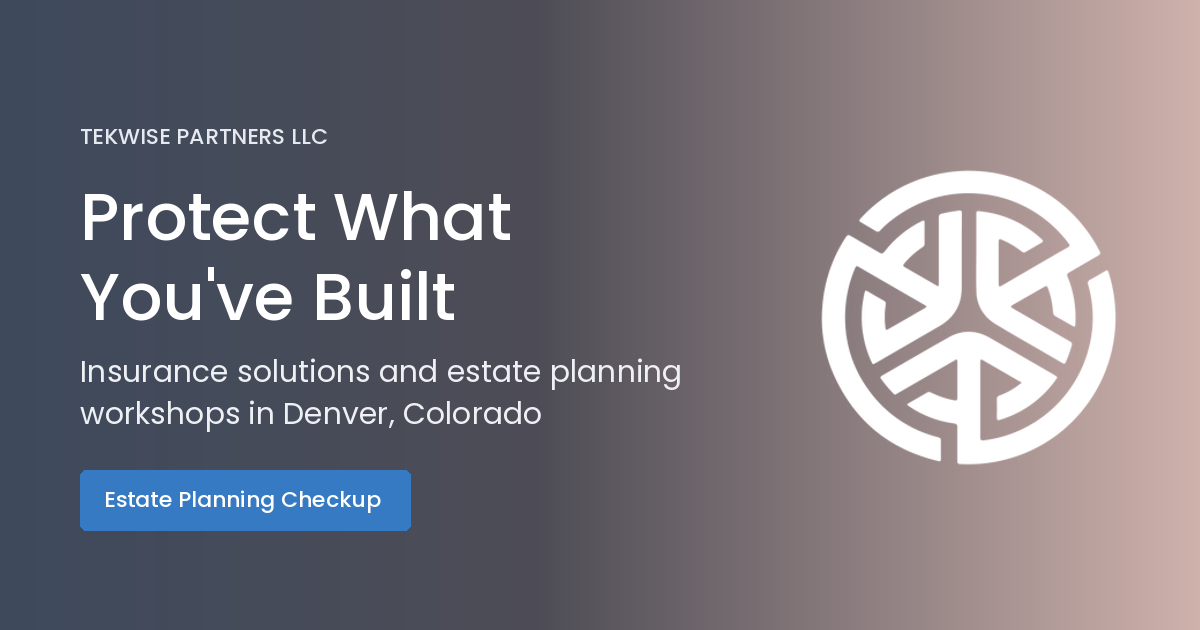 TEKWISE PARTNERS LLC
Protect What
You've Built
Insurance solutions and estate planning
workshops in Denver, Colorado
Estate Planning Checkup